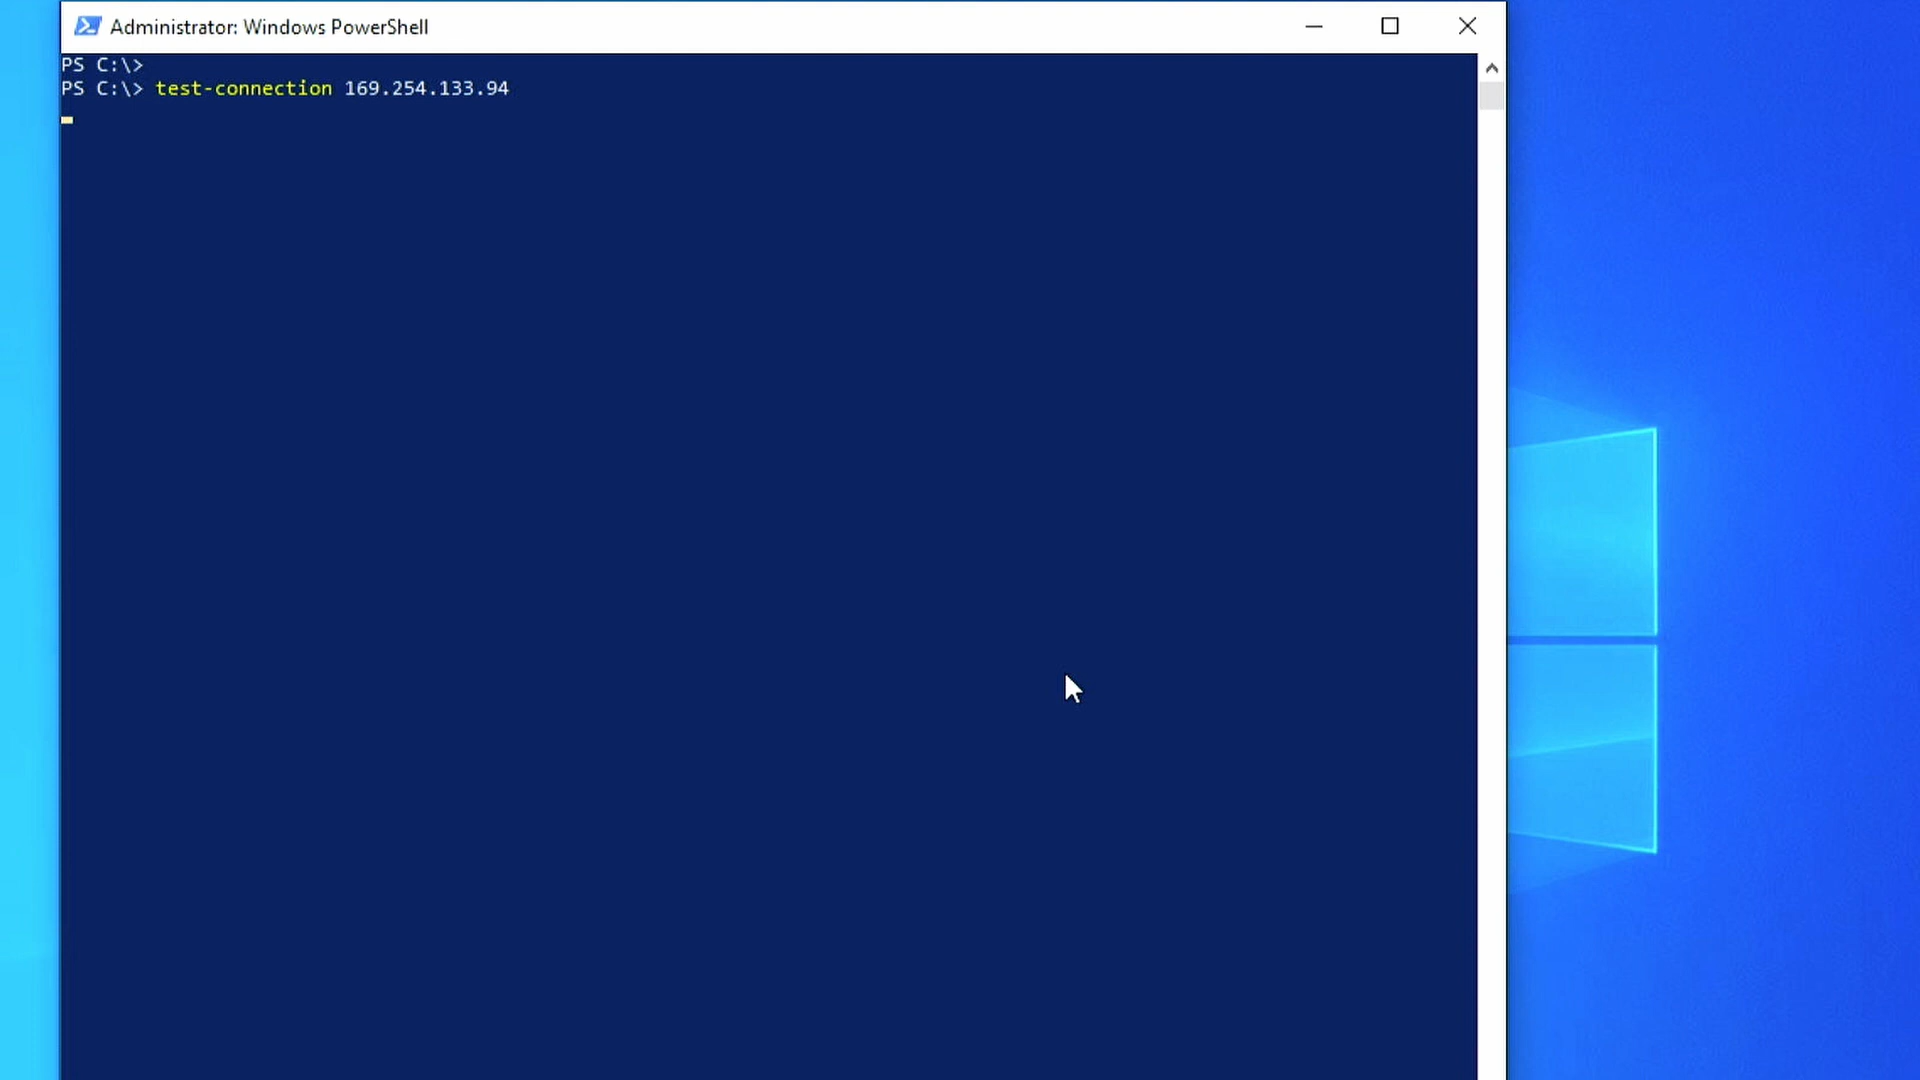 Administrator: Windows PowerShell
PS C:\>
PS C:\> test-connection 169.254.133.94